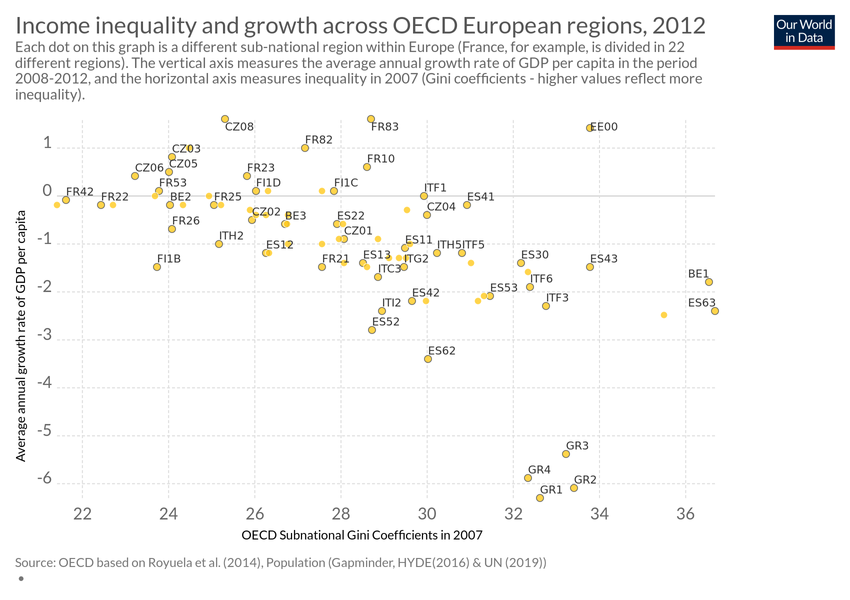 Income inequality and growth across OECD European regions, 2012
Our World
in Data
Each dot on this graph is a different sub-national region within Europe (France, for example, is divided in 22
different regions). The vertical axis measures the average annual growth rate of GDP per capita in the period
2008-2012, and the horizontal axis measures inequality in 2007 (Gini coefficients - higher values reflect more
inequality).
CZ08
FR83
EE00
1
CZ03
FR82
CZ06
CZ05
FR23
FR10
0
FR42
FR22
FR53
BE2
FR25
FI1D
FI1C
ITF1
ES41
FR26
CZ02
BE3
ES22
CZ04
-1
ITH2
ES12
CZ01
ES11
ITH5
ITF5
FI1B
FR21
ES13
ITC3
ITG2
ES30
ES43
-2
ITI2
ES42
ES53
ITF6
ITF3
BE1
ES63
-3
ES52
ES62
-4
-5
GR3
-6
GR4
GR1
GR2
Average annual growth rate of GDP per capita
22
24
26
28
30
32
34
36
OECD Subnational Gini Coefficients in 2007
Source: OECD based on Royuela et al. (2014), Population (Gapminder, HYDE(2016) & UN (2019))